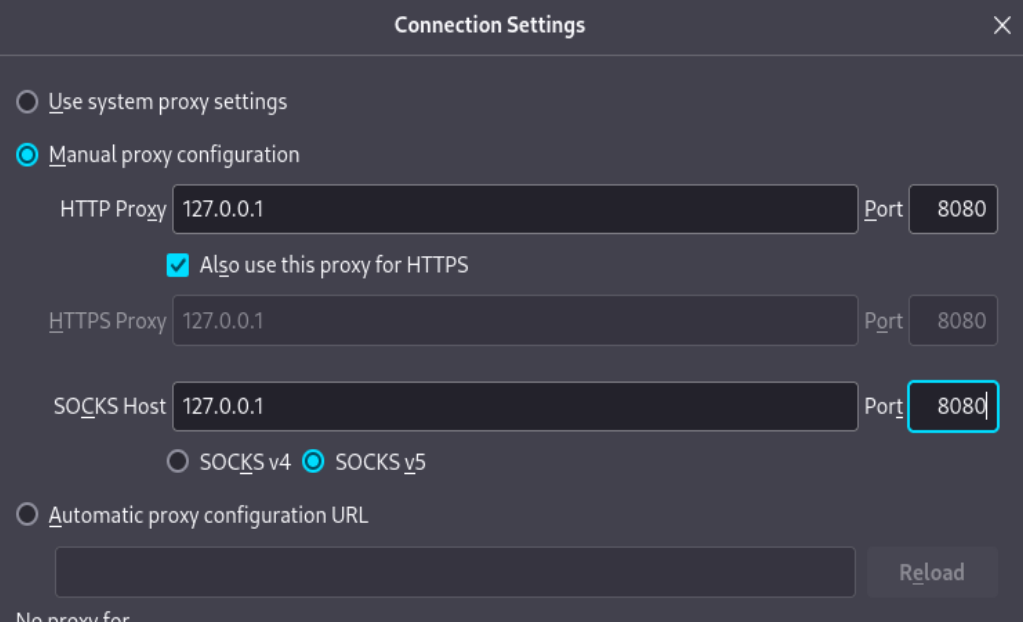 Connection Settings
Use system proxy settings
Manual proxy configuration
HTTP Proxy 127.0.0.1 Port 8080
Also use this proxy for HTTPS
HTTPS Proxy 127.0.0.1 Port 8080
SOCKS Host 127.0.0.1 Port 8080
SOCKS v4 SOCKS v5
Automatic proxy configuration URL
Reload
No proxy for